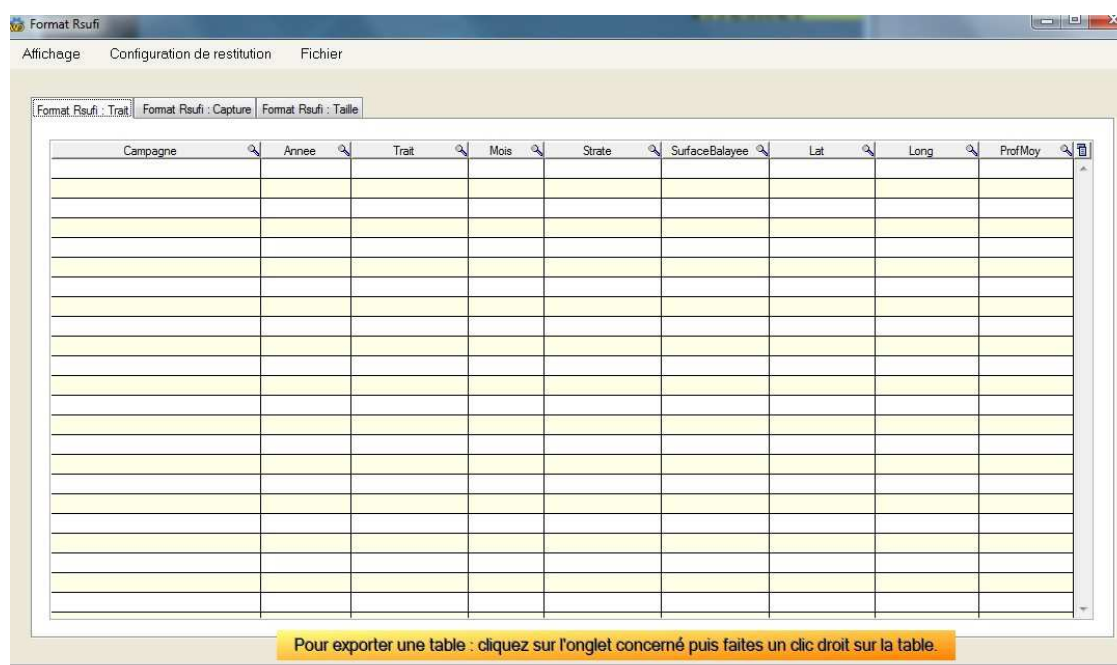 Format Rsufi
Affichage Configuration de restitution Fichier
Format Rsufi : Trait Format Rsufi : Capture Format Rsufi : Taille
Campagne Annee Trait Mois Strate SurfaceBalayee Lat Long ProfMoy
Pour exporter une table : cliquez sur l'onglet concerné puis faites un clic droit sur la table.